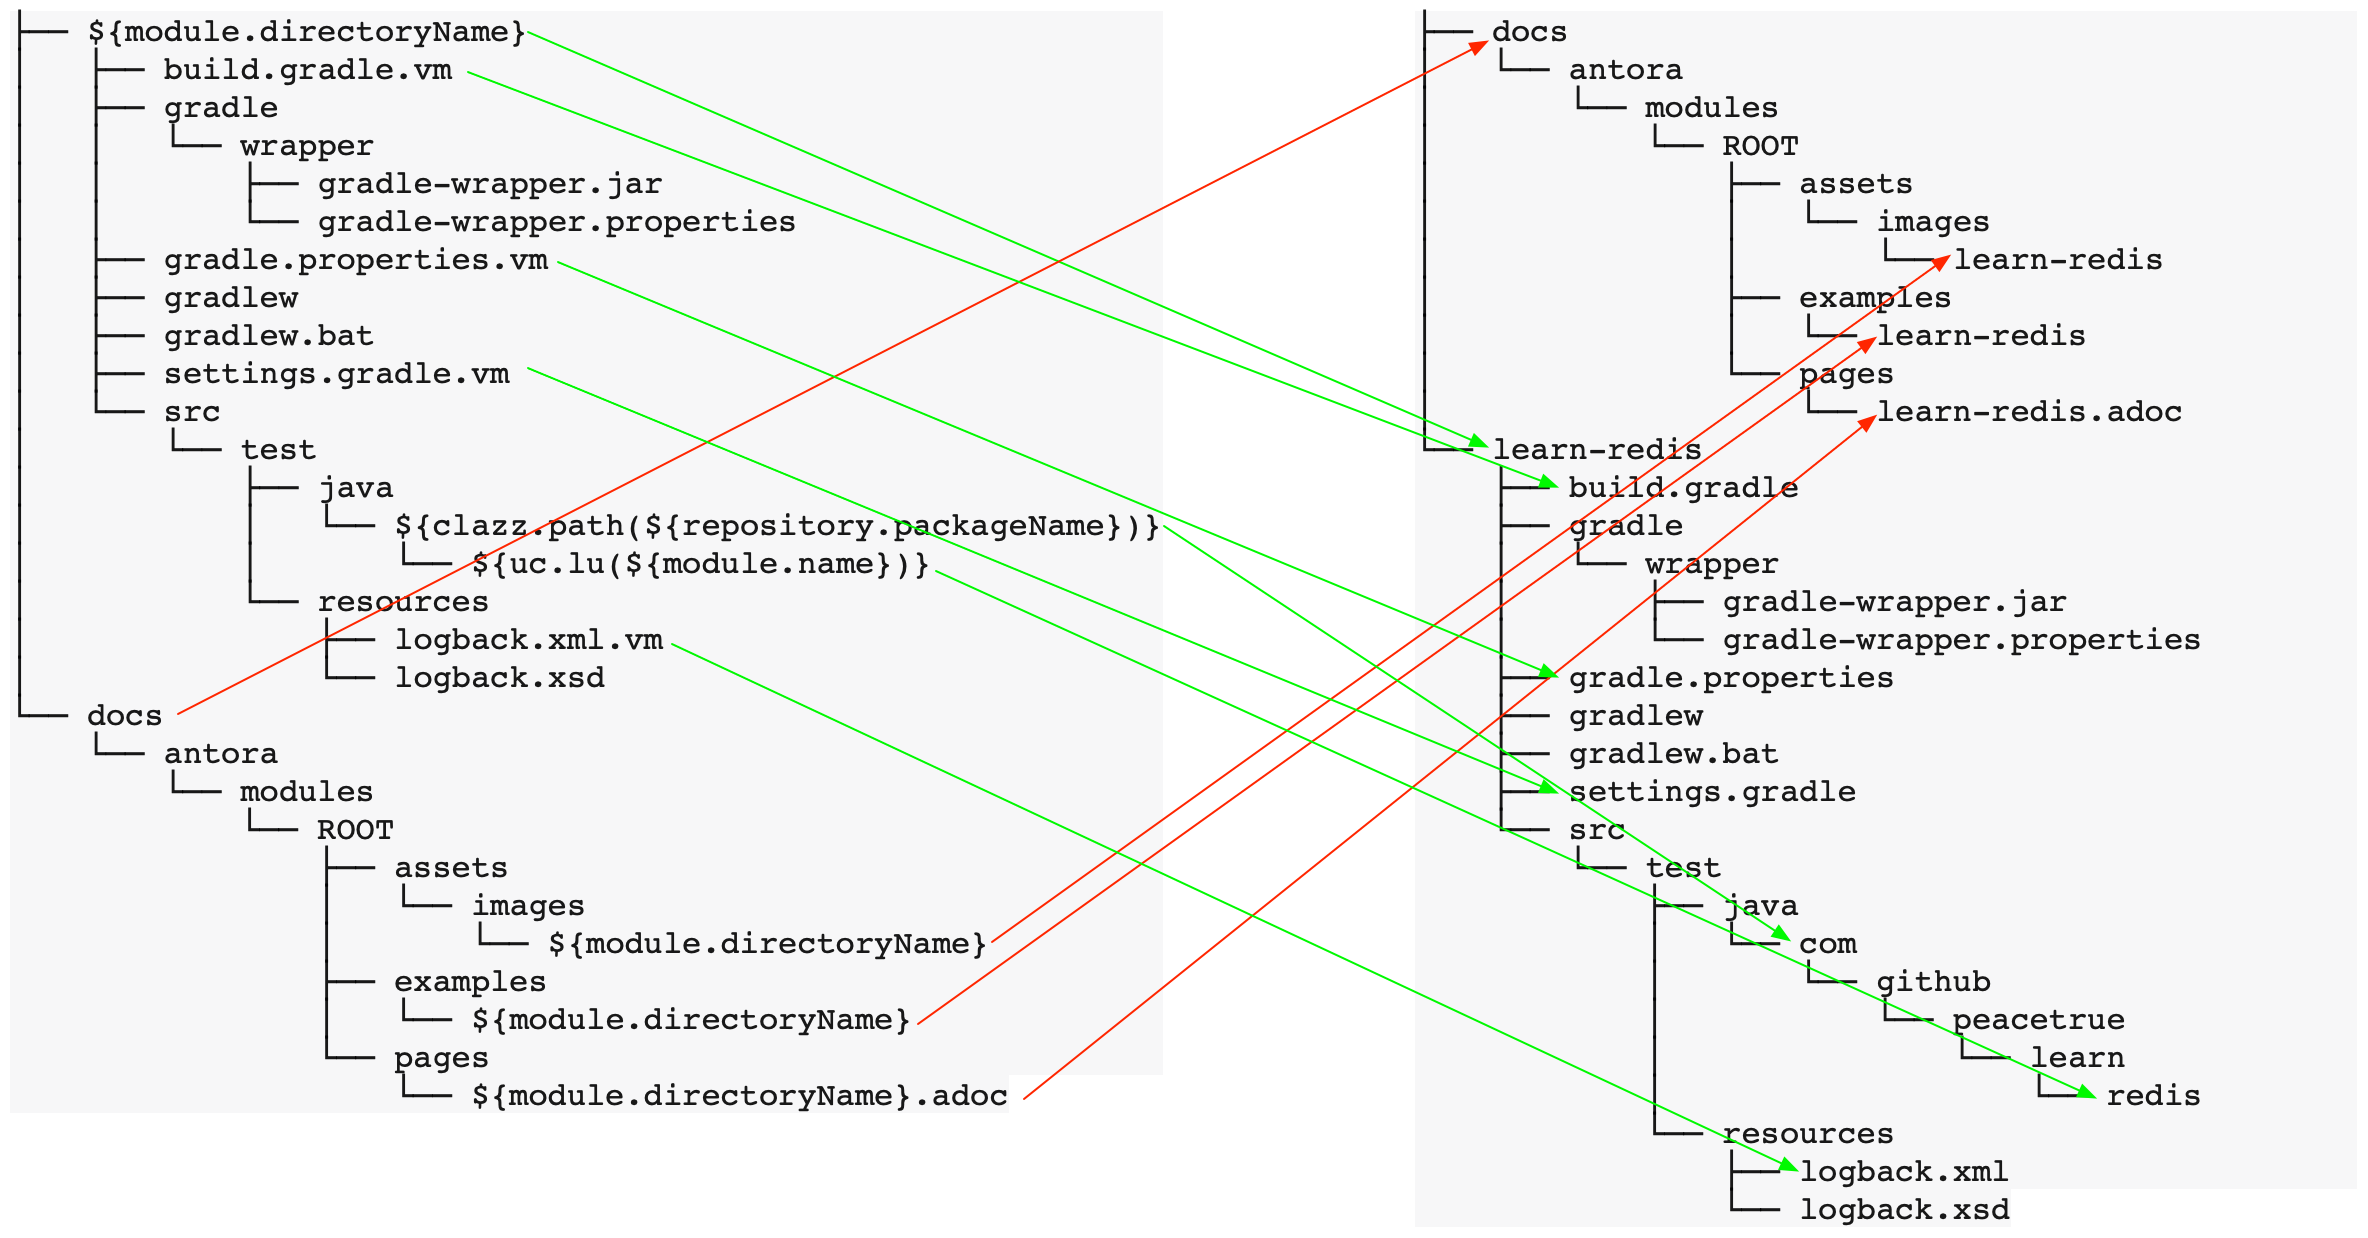 ${module.directoryName}
build.gradle.vm
gradle
wrapper
gradle-wrapper.jar
gradle-wrapper.properties
gradle.properties.vm
gradlew
gradlew.bat
settings.gradle.vm
src
test
java
${clazz.path(${repository.packageName})}
${uc.lu(${module.name})}
resources
logback.xml.vm
logback.xsd
docs
antora
modules
ROOT
assets
images
${module.directoryName}
examples
${module.directoryName}
pages
${module.directoryName}.adoc
docs
antora
modules
ROOT
assets
images
learn-redis
examples
learn-redis
pages
learn-redis.adoc
learn-redis
build.gradle
gradle
wrapper
gradle-wrapper.jar
gradle-wrapper.properties
gradle.properties
gradlew
gradlew.bat
settings.gradle
src
test
java
com
github
peacetrue
learn
redis
resources
logback.xml
logback.xsd